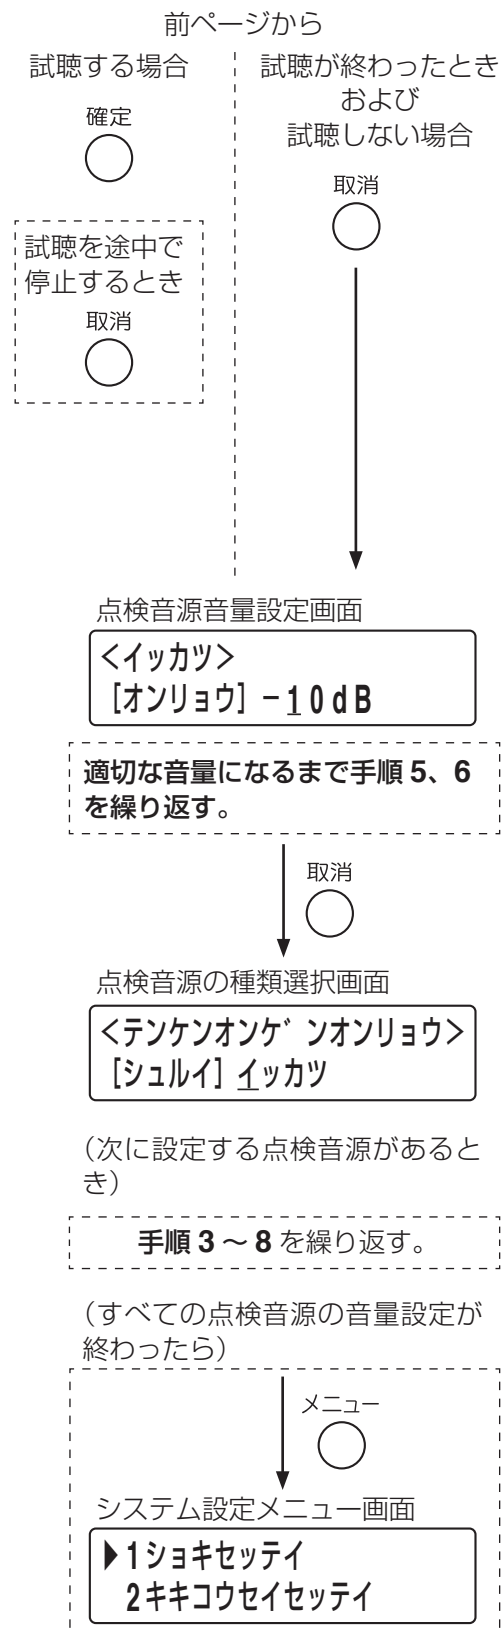 前ページから
試聴する場合
確定
試聴を途中で
停止するとき
取消
試聴が終わったとき
および
試聴しない場合
取消
点検音源音量設定画面
<イッカツ>
[オンリョウ] −10dB
適切な音量になるまで手順 5、6
を繰り返す。
取消
点検音源の種類選択画面
<テンケンオンゲンオンリョウ>
[シュルイ] イッカツ
（次に設定する点検音源があると
き）
手順 3 ～ 8 を繰り返す。
（すべての点検音源の音量設定が
終わったら）
メニュー
システム設定メニュー画面
▶1ショキセッテイ
2キキコウセイセッテイ